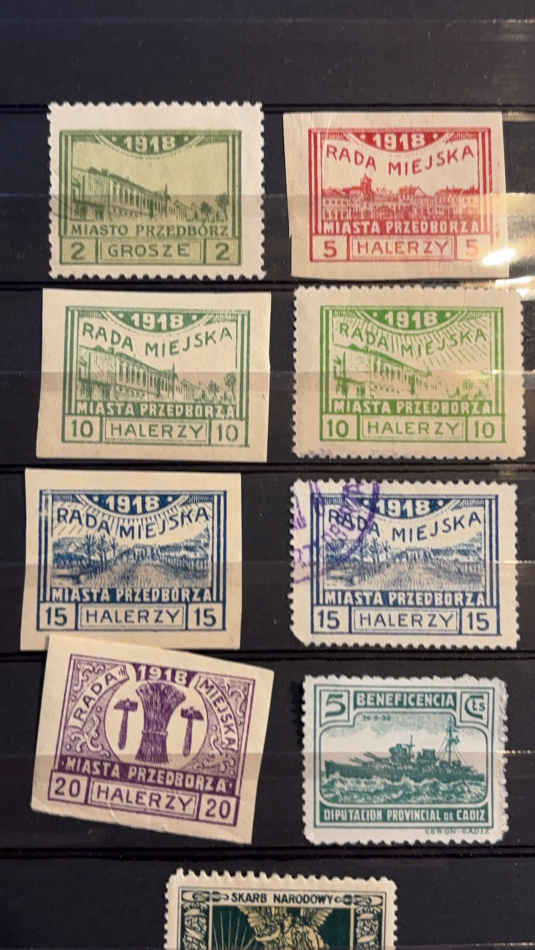 1918
MIASTO PRZEDBÓRZ
2 GROSZE 2
1918
RADA MIEJSKA
MIASTA PRZEDBORZA
5 HALERZY 5
1918
RADA MIEJSKA
MIASTA PRZEDBORZA
10 HALERZY 10
1918
RADA MIEJSKA
MIASTA PRZEDBORZA
10 HALERZY 10
1918
RADA MIEJSKA
MIASTA PRZEDBORZA
15 HALERZY 15
1918
RADA MIEJSKA
MIASTA PRZEDBORZA
15 HALERZY 15
1918
RADA MIEJSKA
MIASTA PRZEDBORZA
20 HALERZY 20
5 BENEFICENCIA CTS
DIPUTACION PROVINCIAL DE CADIZ
CERON-CADIZ
SKARB NARODOWY